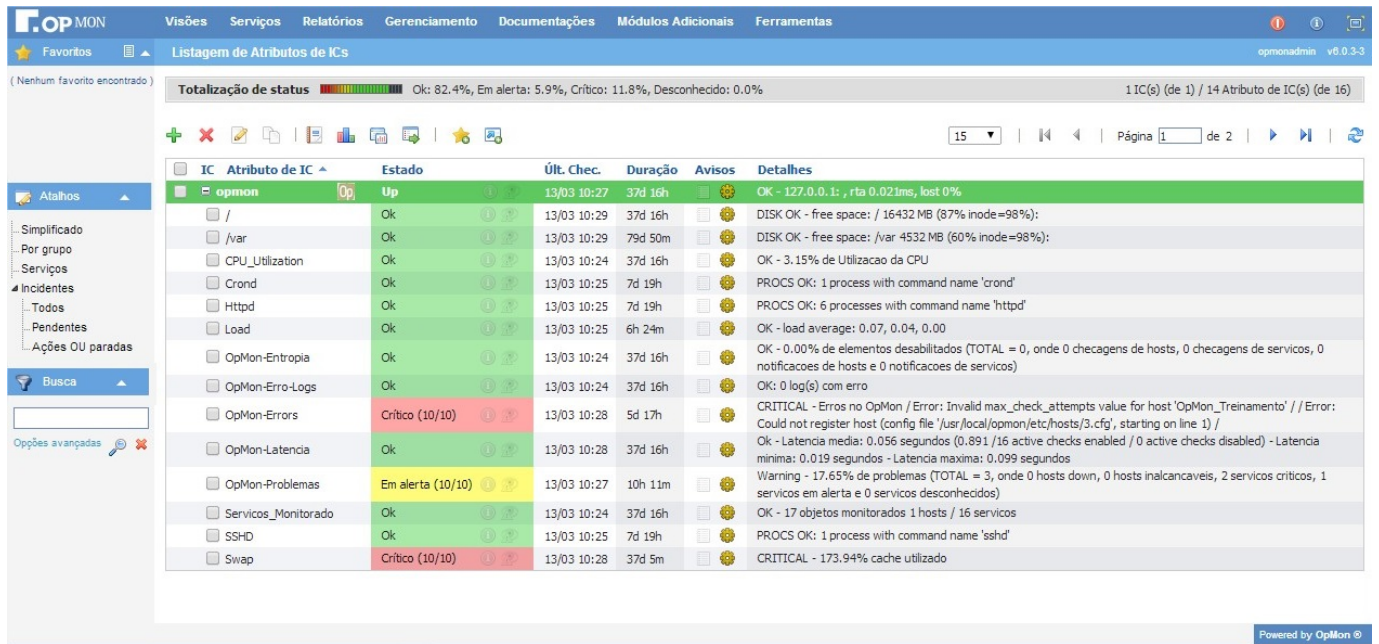 OPMON
Visões Serviços Relatórios Gerenciamento Documentações Módulos Adicionais Ferramentas
Favoritos
Listagem de Atributos de ICs
opmonadmin v6.0.3-3
( Nenhum favorito encontrado )
Totalização de status Ok: 82.4%, Em alerta: 5.9%, Crítico: 11.8%, Desconhecido: 0.0%
1 IC(s) (de 1) / 14 Atributo de IC(s) (de 16)
15 Página 1 de 2
IC Atributo de IC Estado Últ. Chec. Duração Avisos Detalhes
opmon Op Up 13/03 10:27 37d 16h OK - 127.0.0.1: , rta 0.021ms, lost 0%
/ Ok 13/03 10:29 37d 16h DISK OK - free space: / 16432 MB (87% inode=98%):
/var Ok 13/03 10:29 79d 50m DISK OK - free space: /var 4532 MB (60% inode=98%):
CPU_Utilization Ok 13/03 10:24 37d 16h OK - 3.15% de Utilizacao da CPU
Crond Ok 13/03 10:25 7d 19h PROCS OK: 1 process with command name 'crond'
Httpd Ok 13/03 10:25 7d 19h PROCS OK: 6 processes with command name 'httpd'
Load Ok 13/03 10:25 6h 24m OK - load average: 0.07, 0.04, 0.00
OpMon-Entropia Ok 13/03 10:24 37d 16h OK - 0.00% de elementos desabilitados (TOTAL = 0, onde 0 checagens de hosts, 0 checagens de servicos, 0
notificacoes de hosts e 0 notificacoes de servicos)
OpMon-Erro-Logs Ok 13/03 10:24 37d 16h OK: 0 log(s) com erro
OpMon-Errors Crítico (10/10) 13/03 10:28 5d 17h CRITICAL - Erros no OpMon / Error: Invalid max_check_attempts value for host 'OpMon_Treinamento' / / Error:
Could not register host (config file '/usr/local/opmon/etc/hosts/3.cfg', starting on line 1) /
OpMon-Latencia Ok 13/03 10:28 37d 16h Ok - Latencia media: 0.056 segundos (0.891 /16 active checks enabled / 0 active checks disabled) - Latencia
minima: 0.019 segundos - Latencia maxima: 0.099 segundos
OpMon-Problemas Em alerta (10/10) 13/03 10:27 10h 11m Warning - 17.65% de problemas (TOTAL = 3, onde 0 hosts down, 0 hosts inalcancaveis, 2 servicos criticos, 1
servicos em alerta e 0 servicos desconhecidos)
Servicos_Monitorado Ok 13/03 10:24 37d 16h OK - 17 objetos monitorados 1 hosts / 16 servicos
SSHD Ok 13/03 10:25 7d 19h PROCS OK: 1 process with command name 'sshd'
Swap Crítico (10/10) 13/03 10:28 37d 5m CRITICAL - 173.94% cache utilizado
Atalhos
Simplificado
Por grupo
Serviços
Incidentes
Todos
Pendentes
Ações OU paradas
Busca
Opções avançadas
Powered by OpMon ®